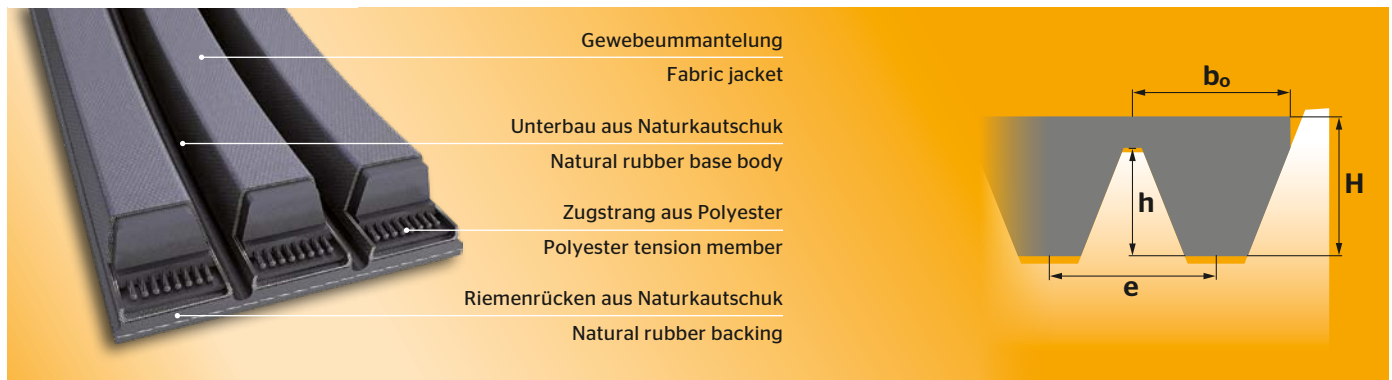 Gewebeummantelung
Fabric jacket
Unterbau aus Naturkautschuk
Natural rubber base body
Zugstrang aus Polyester
Polyester tension member
Riemenrücken aus Naturkautschuk
Natural rubber backing
bₒ
h
H
e